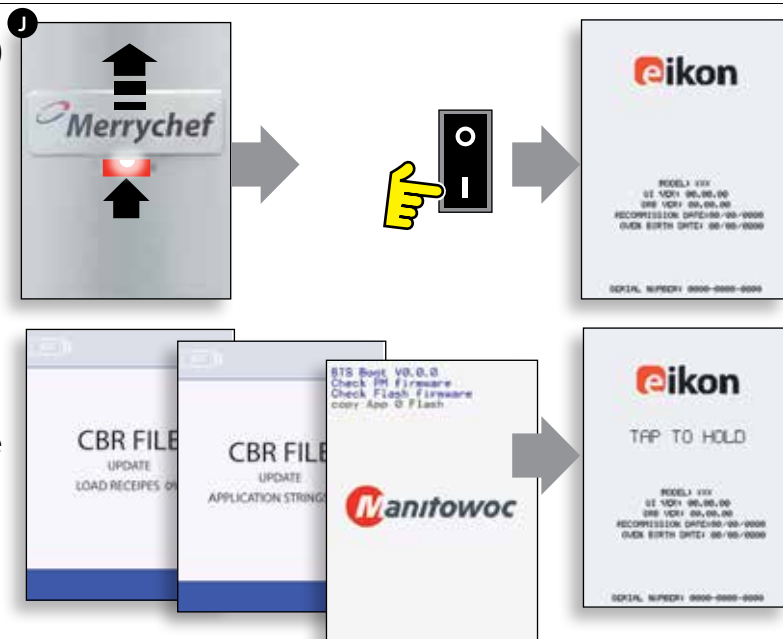 J
Merrychef
eikon
MODEL: XXX
UI VER: 00.00.00
SRB VER: 00.00.00
RECOMMISSION DATE:00/00/0000
OVEN BIRTH DATE: 00/00/0000
SERIAL NUMBER: 0000-0000-0000
CBR FILE
UPDATE
LOAD RECEIPES
CBR FILE
UPDATE
APPLICATION STRING
BTS Boot V0.0.0
Check PM firmware
Check Flash firmware
copy App 0 Flash
Manitowoc
eikon
TAP TO HOLD
MODEL: XXX
UI VER: 00.00.00
SRB VER: 00.00.00
RECOMMISSION DATE:00/00/0000
OVEN BIRTH DATE: 00/00/0000
SERIAL NUMBER: 0000-0000-0000